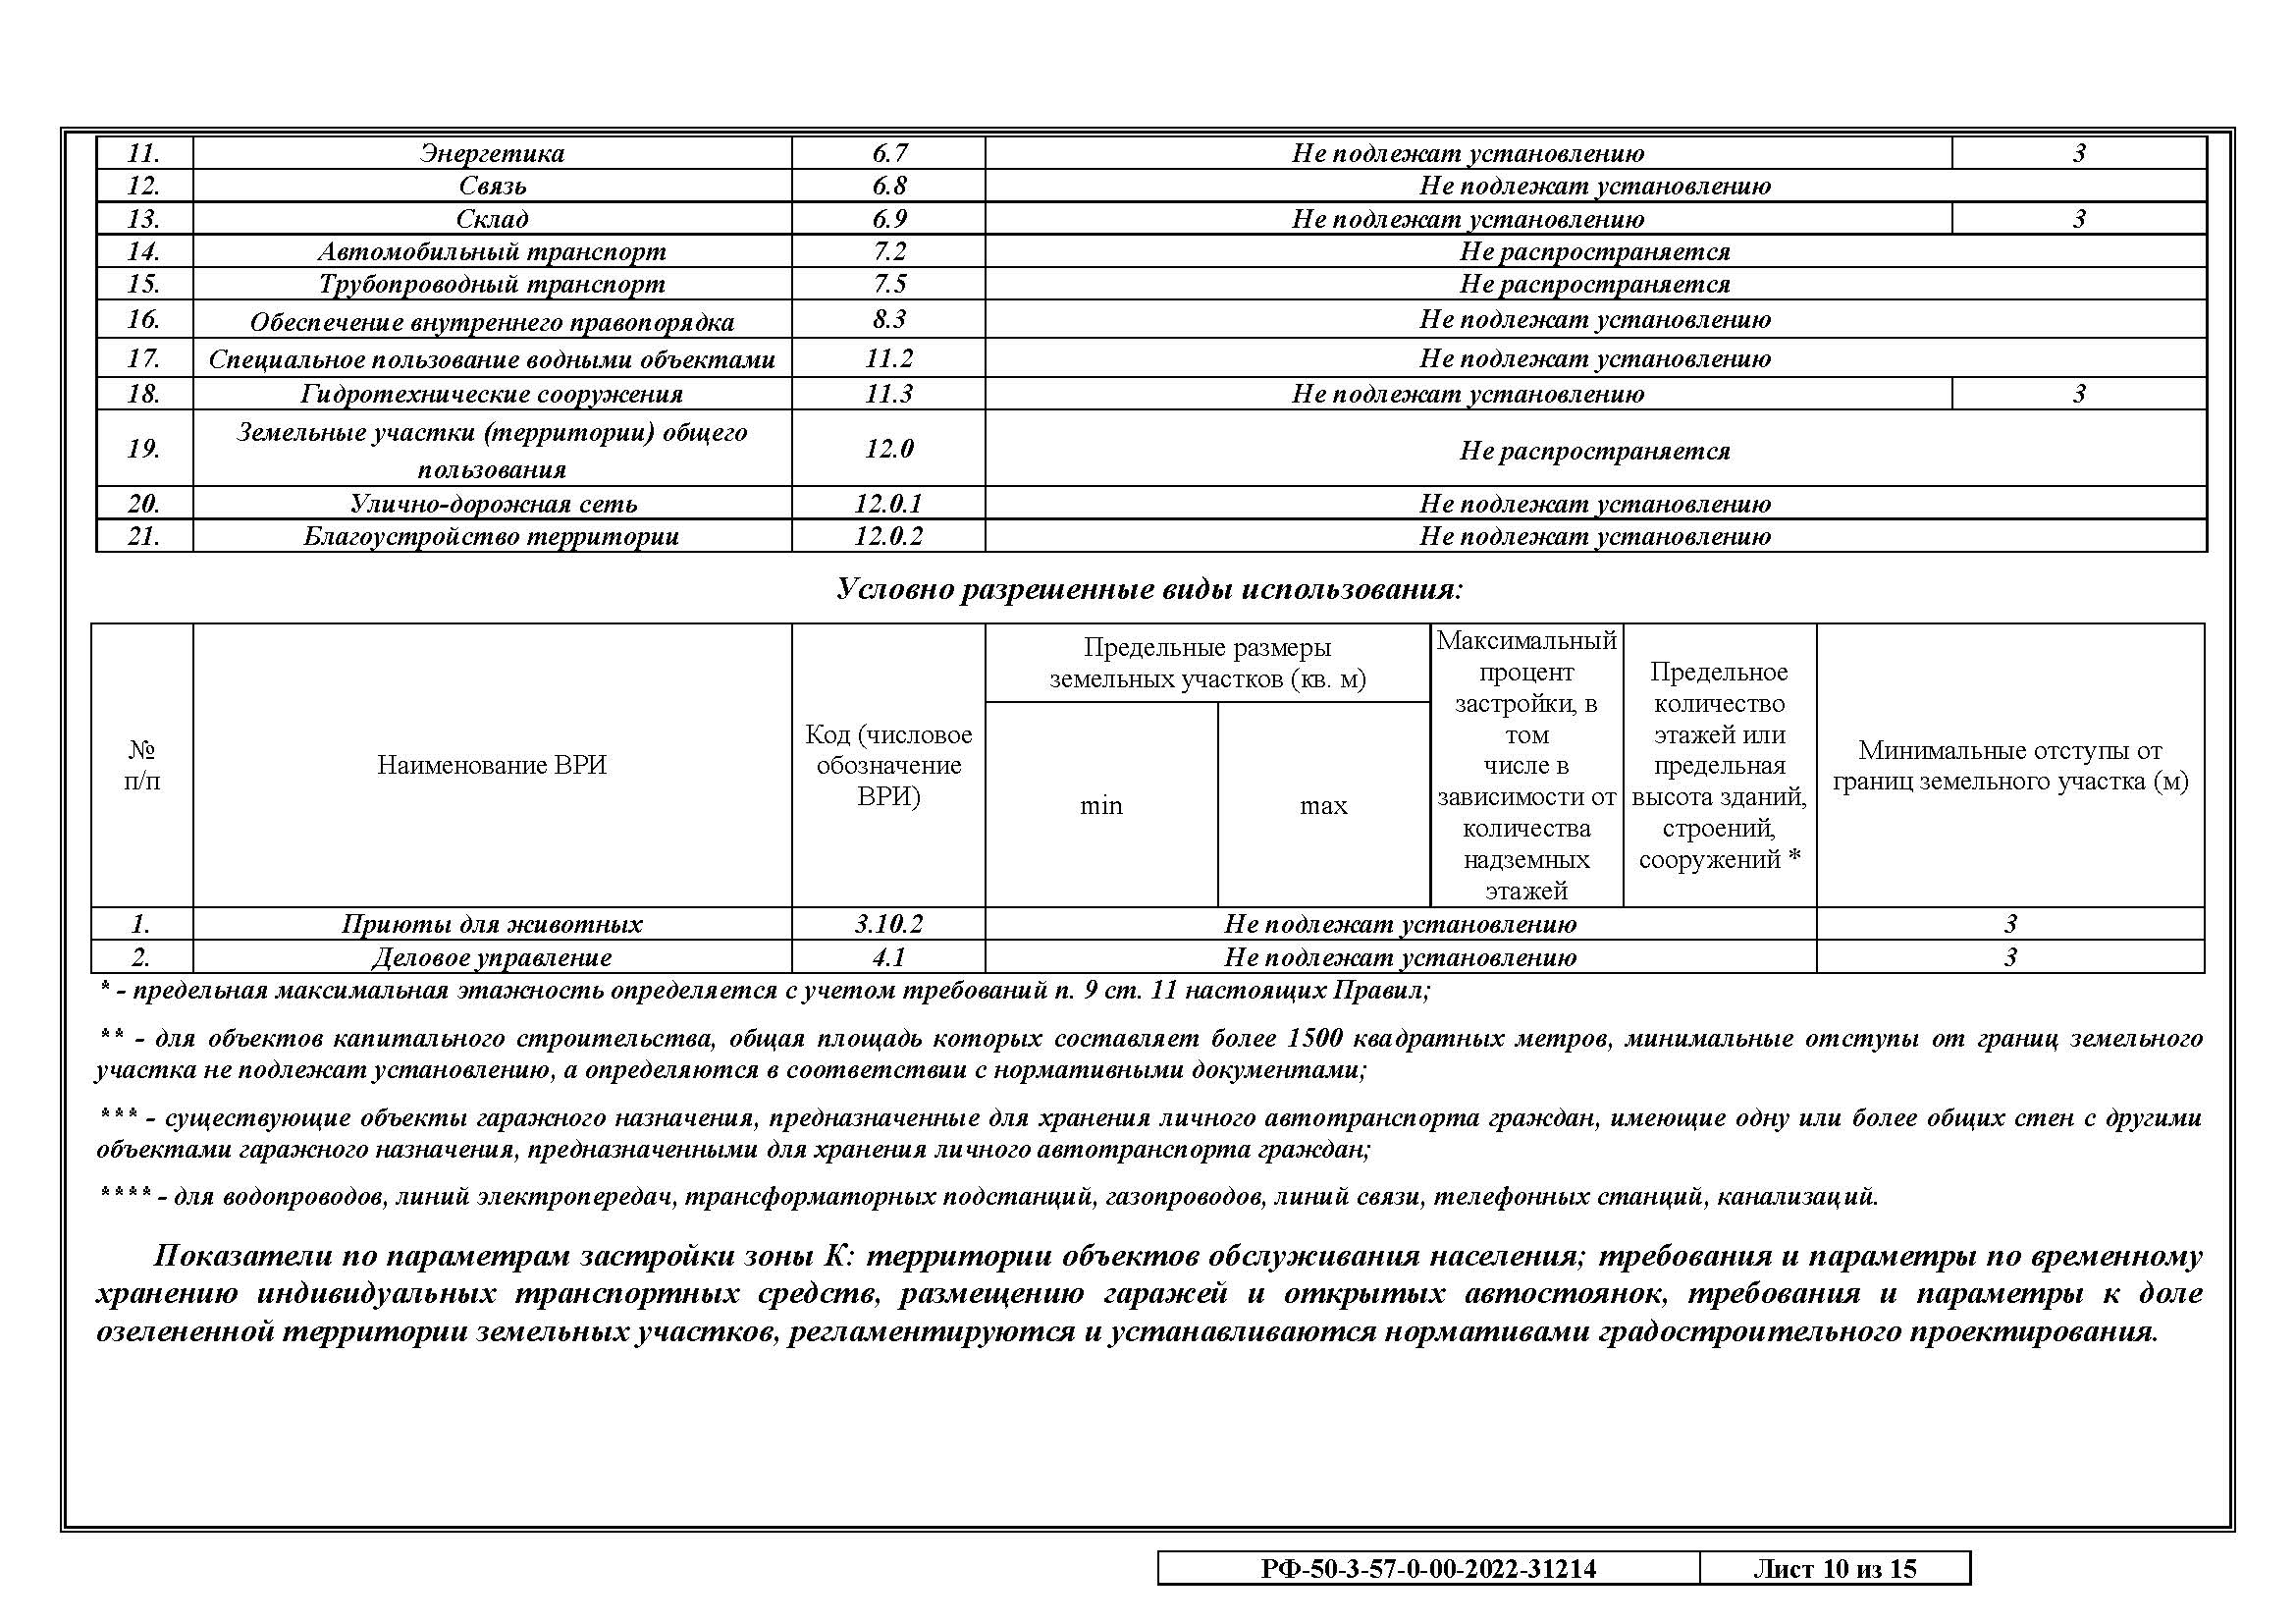 11. Энергетика 6.7 Не подлежат установлению 3
12. Связь 6.8 Не подлежат установлению
13. Склад 6.9 Не подлежат установлению 3
14. Автомобильный транспорт 7.2 Не распространяется
15. Трубопроводный транспорт 7.5 Не распространяется
16. Обеспечение внутреннего правопорядка 8.3 Не подлежат установлению
17. Специальное пользование водными объектами 11.2 Не подлежат установлению
18. Гидротехнические сооружения 11.3 Не подлежат установлению 3
19. Земельные участки (территории) общего
пользования 12.0 Не распространяется
20. Улично-дорожная сеть 12.0.1 Не подлежат установлению
21. Благоустройство территории 12.0.2 Не подлежат установлению
Условно разрешенные виды использования:
№
п/п
Наименование ВРИ
Код (числовое
обозначение
ВРИ)
Предельные размеры
земельных участков (кв. м)
min
max
Максимальный
процент
застройки, в
том
числе в
зависимости от
количества
надземных
этажей
Предельное
количество
этажей или
предельная
высота зданий,
строений,
сооружений *
Минимальные отступы от
границ земельного участка (м)
1. Приюты для животных 3.10.2 Не подлежат установлению 3
2. Деловое управление 4.1 Не подлежат установлению 3
* - предельная максимальная этажность определяется с учетом требований п. 9 ст. 11 настоящих Правил;
** - для объектов капитального строительства, общая площадь которых составляет более 1500 квадратных метров, минимальные отступы от границ земельного
участка не подлежат установлению, а определяются в соответствии с нормативными документами;
*** - существующие объекты гаражного назначения, предназначенные для хранения личного автотранспорта граждан, имеющие одну или более общих стен с другими
объектами гаражного назначения, предназначенными для хранения личного автотранспорта граждан;
**** - для водопроводов, линий электропередач, трансформаторных подстанций, газопроводов, линий связи, телефонных станций, канализаций.
Показатели по параметрам застройки зоны К: территории объектов обслуживания населения; требования и параметры по временному
хранению индивидуальных транспортных средств, размещению гаражей и открытых автостоянок, требования и параметры к доле
озелененной территории земельных участков, регламентируются и устанавливаются нормативами градостроительного проектирования.
РФ-50-3-57-0-00-2022-31214 Лист 10 из 15